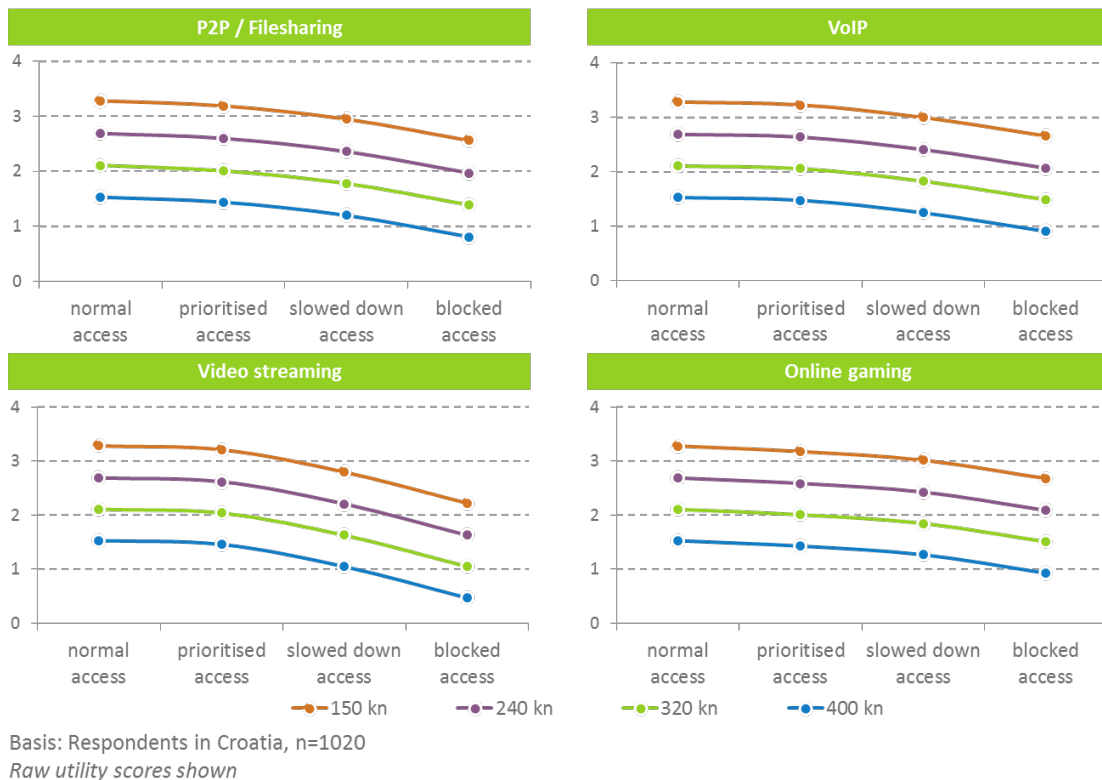 P2P / Filesharing
4
3
2
1
0
normal access
prioritised access
slowed down access
blocked access
VoIP
4
3
2
1
0
normal access
prioritised access
slowed down access
blocked access
Video streaming
4
3
2
1
0
normal access
prioritised access
slowed down access
blocked access
Online gaming
4
3
2
1
0
normal access
prioritised access
slowed down access
blocked access
150 kn
240 kn
320 kn
400 kn
Basis: Respondents in Croatia, n=1020
Raw utility scores shown